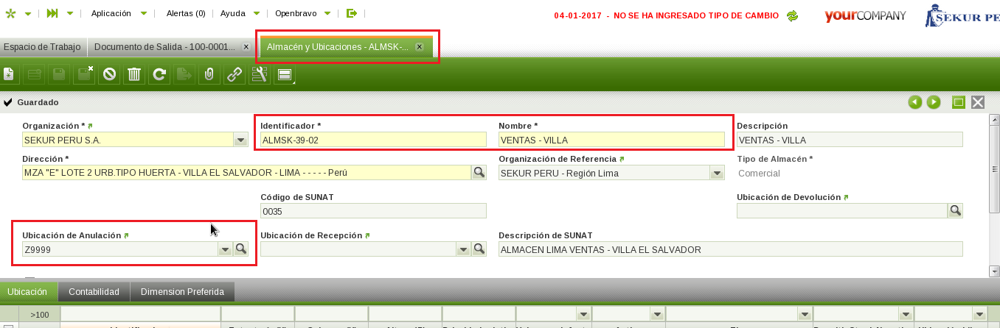 Aplicación Alertas (0) Ayuda Openbravo 04-01-2017 - NO SE HA INGRESADO TIPO DE CAMBIO yourCOMPANY SEKUR PE
Espacio de Trabajo Documento de Salida - 100-0001... Almacén y Ubicaciones - ALMSK-...
Guardado
Organización * Identificador * Nombre * Descripción
SEKUR PERU S.A. ALMSK-39-02 VENTAS - VILLA VENTAS - VILLA
Dirección * Organización de Referencia Tipo de Almacén *
MZA "E" LOTE 2 URB.TIPO HUERTA - VILLA EL SALVADOR - LIMA - - - - - Perú SEKUR PERU - Región Lima Comercial
Código de SUNAT Ubicación de Devolución
0035
Ubicación de Anulación Ubicación de Recepción Descripción de SUNAT
Z9999 ALMACEN LIMA VENTAS - VILLA EL SALVADOR
Ubicación Contabilidad Dimension Preferida
>100